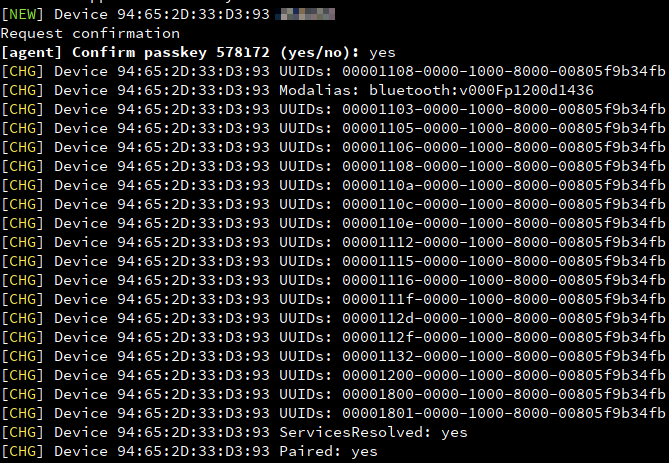 [NEW] Device 94:65:2D:33:D3:93
Request confirmation
[agent] Confirm passkey 578172 (yes/no): yes
[CHG] Device 94:65:2D:33:D3:93 UUIDs: 00001108-0000-1000-8000-00805f9b34fb
[CHG] Device 94:65:2D:33:D3:93 Modalias: bluetooth:v000Fp1200d1436
[CHG] Device 94:65:2D:33:D3:93 UUIDs: 00001103-0000-1000-8000-00805f9b34fb
[CHG] Device 94:65:2D:33:D3:93 UUIDs: 00001105-0000-1000-8000-00805f9b34fb
[CHG] Device 94:65:2D:33:D3:93 UUIDs: 00001106-0000-1000-8000-00805f9b34fb
[CHG] Device 94:65:2D:33:D3:93 UUIDs: 00001108-0000-1000-8000-00805f9b34fb
[CHG] Device 94:65:2D:33:D3:93 UUIDs: 0000110a-0000-1000-8000-00805f9b34fb
[CHG] Device 94:65:2D:33:D3:93 UUIDs: 0000110c-0000-1000-8000-00805f9b34fb
[CHG] Device 94:65:2D:33:D3:93 UUIDs: 0000110e-0000-1000-8000-00805f9b34fb
[CHG] Device 94:65:2D:33:D3:93 UUIDs: 00001112-0000-1000-8000-00805f9b34fb
[CHG] Device 94:65:2D:33:D3:93 UUIDs: 00001115-0000-1000-8000-00805f9b34fb
[CHG] Device 94:65:2D:33:D3:93 UUIDs: 00001116-0000-1000-8000-00805f9b34fb
[CHG] Device 94:65:2D:33:D3:93 UUIDs: 0000111f-0000-1000-8000-00805f9b34fb
[CHG] Device 94:65:2D:33:D3:93 UUIDs: 0000112d-0000-1000-8000-00805f9b34fb
[CHG] Device 94:65:2D:33:D3:93 UUIDs: 0000112f-0000-1000-8000-00805f9b34fb
[CHG] Device 94:65:2D:33:D3:93 UUIDs: 00001132-0000-1000-8000-00805f9b34fb
[CHG] Device 94:65:2D:33:D3:93 UUIDs: 00001200-0000-1000-8000-00805f9b34fb
[CHG] Device 94:65:2D:33:D3:93 UUIDs: 00001800-0000-1000-8000-00805f9b34fb
[CHG] Device 94:65:2D:33:D3:93 UUIDs: 00001801-0000-1000-8000-00805f9b34fb
[CHG] Device 94:65:2D:33:D3:93 ServicesResolved: yes
[CHG] Device 94:65:2D:33:D3:93 Paired: yes